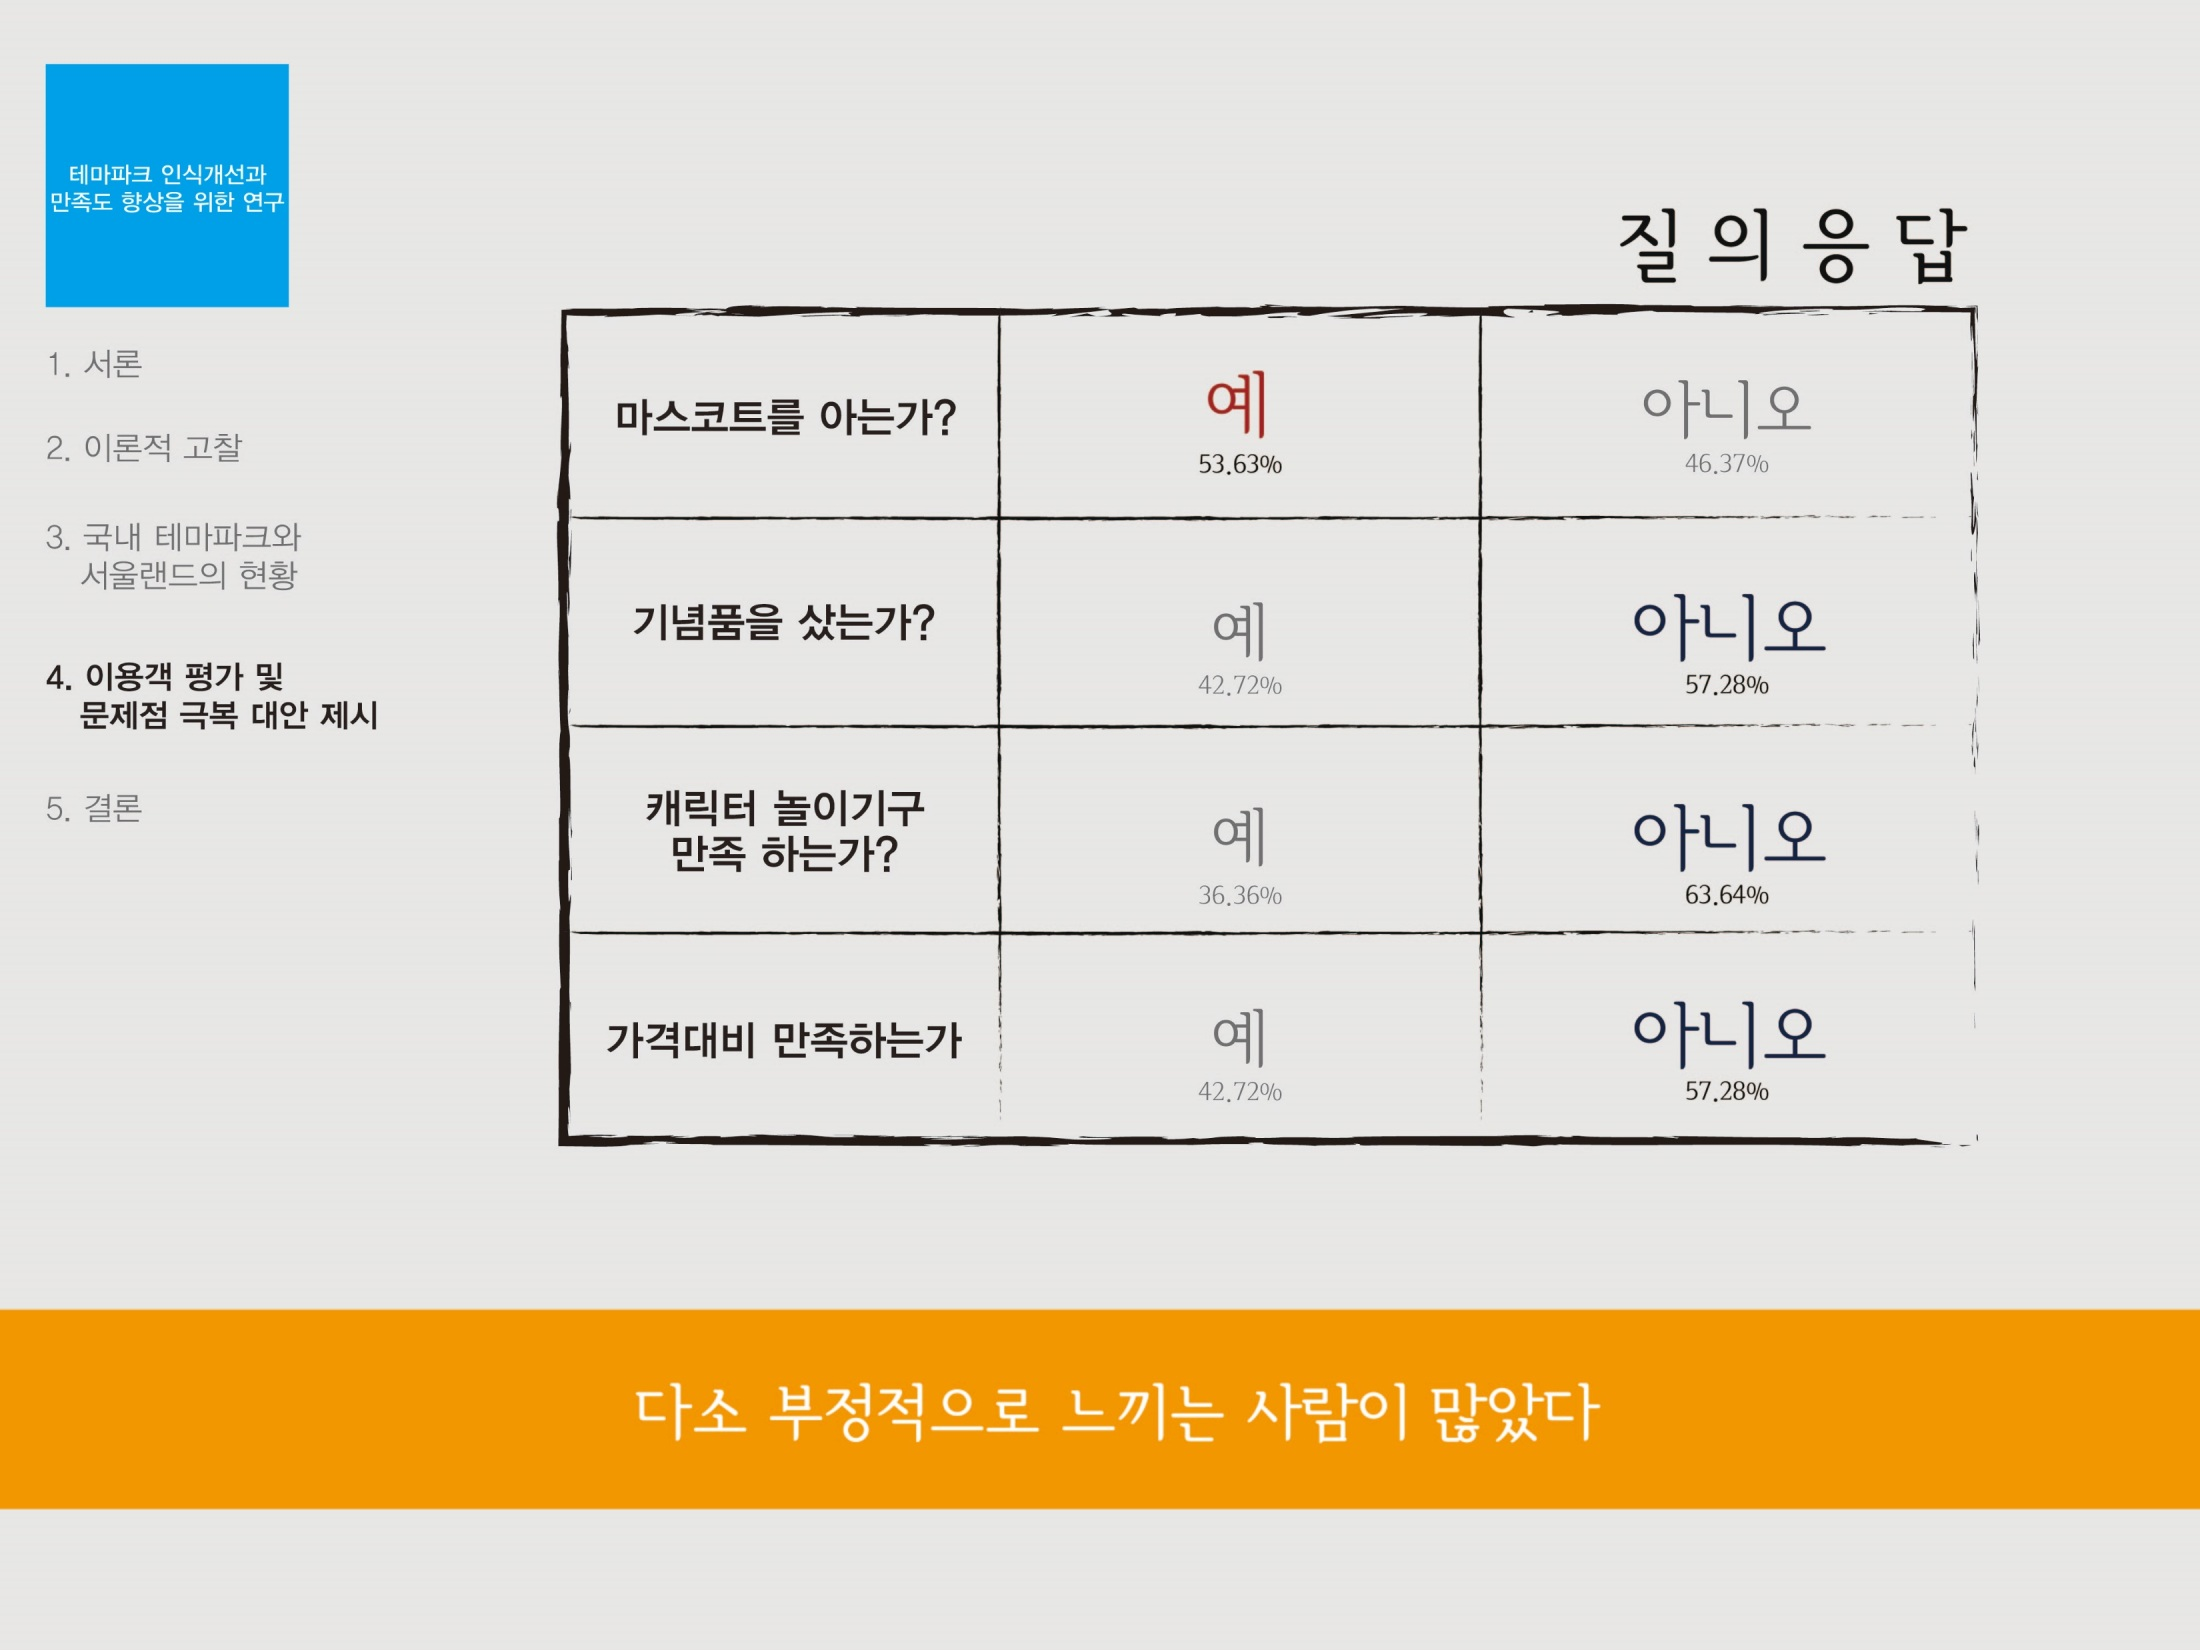 테마파크 인식개선과
만족도 향상을 위한 연구
1. 서론
2. 이론적 고찰
3. 국내 테마파크와
서울랜드의 현황
4. 이용객 평가 및
문제점 극복 대안 제시
5. 결론
질의응답
마스코트를 아는가?
예
53.63%
아니오
46.37%
기념품을 샀는가?
예
42.72%
아니오
57.28%
캐릭터 놀이기구
만족 하는가?
예
36.36%
아니오
63.64%
가격대비 만족하는가
예
42.72%
아니오
57.28%
다소 부정적으로 느끼는 사람이 많았다